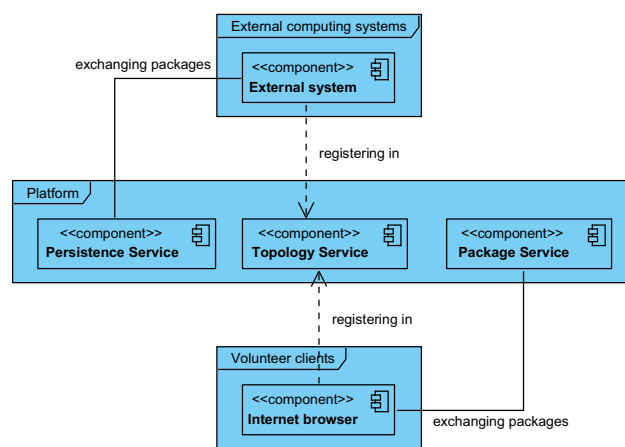 External computing systems
exchanging packages
<<component>>
External system
registering in
Platform
<<component>>
Persistence Service
<<component>>
Topology Service
<<component>>
Package Service
registering in
Volunteer clients
<<component>>
Internet browser
exchanging packages